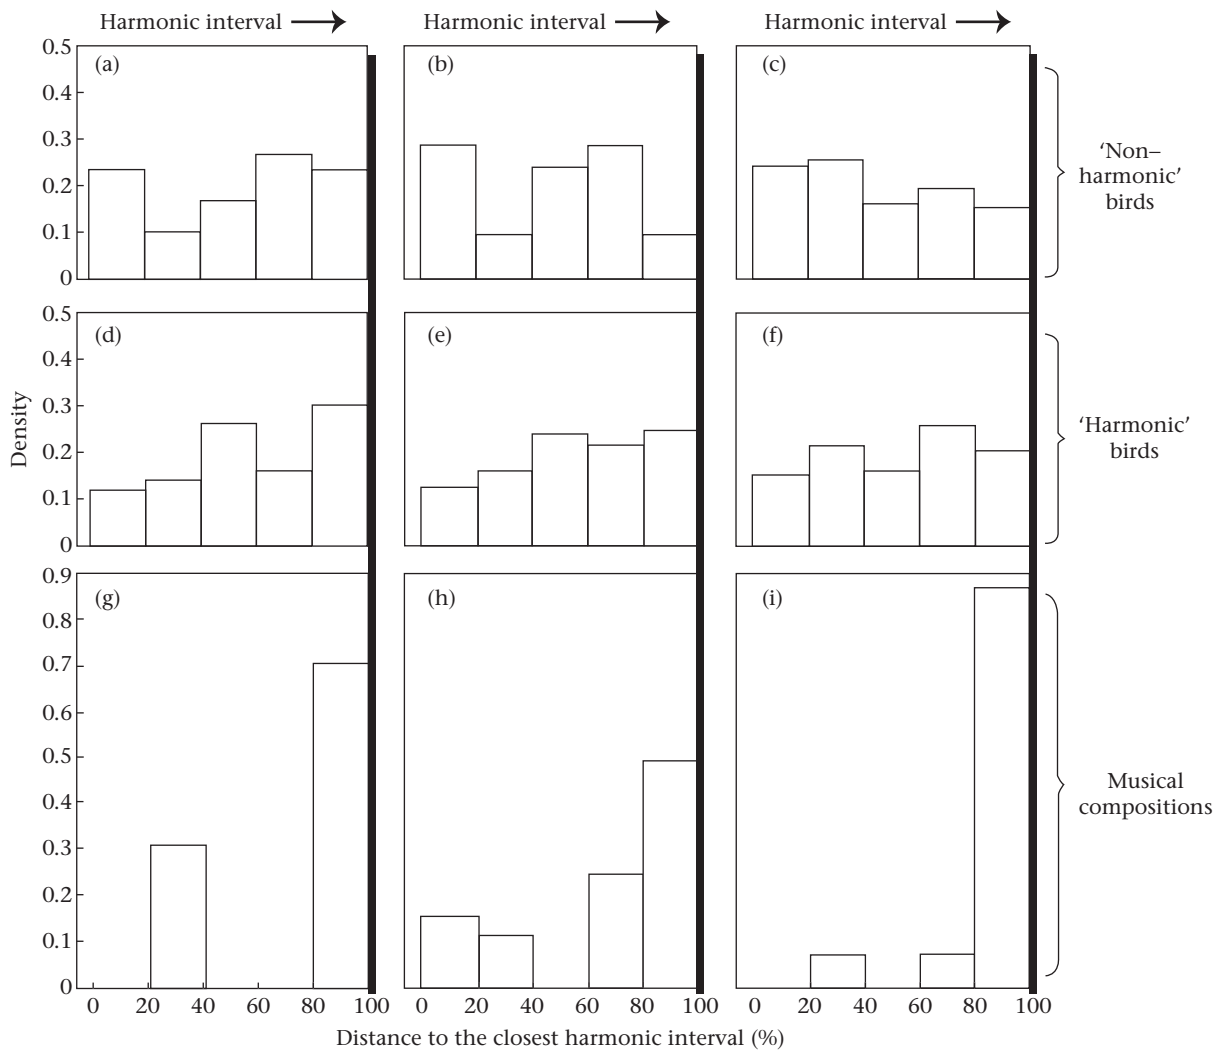 Harmonic interval
Harmonic interval
Harmonic interval
0.5
0.4
0.3
0.2
0.1
0
(a)
(b)
(c)
'Non–
harmonic'
birds
0.5
0.4
0.3
0.2
0.1
0
(d)
(e)
(f)
'Harmonic'
birds
Density
0.9
0.8
0.7
0.6
0.5
0.4
0.3
0.2
0.1
0
(g)
(h)
(i)
Musical
compositions
0 20 40 60 80 100
0 20 40 60 80 100
0 20 40 60 80 100
Distance to the closest harmonic interval (%)